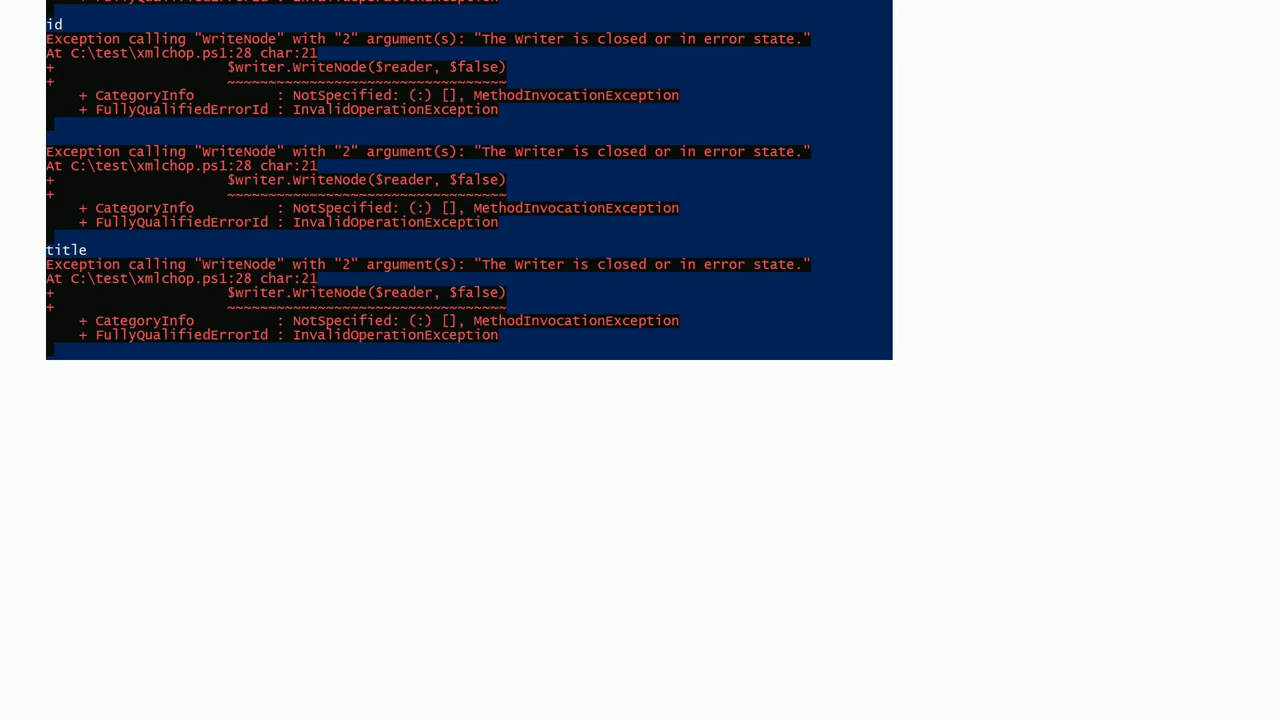 id
Exception calling "WriteNode" with "2" argument(s): "The Writer is closed or in error state."
At C:\test\xmlchop.ps1:28 char:21
+                     $writer.WriteNode($reader, $false)
+                     ~~~~~~~~~~~~~~~~~~~~~~~~~~~~~~~~~~
    + CategoryInfo          : NotSpecified: (:) [], MethodInvocationException
    + FullyQualifiedErrorId : InvalidOperationException
Exception calling "WriteNode" with "2" argument(s): "The Writer is closed or in error state."
At C:\test\xmlchop.ps1:28 char:21
+                     $writer.WriteNode($reader, $false)
+                     ~~~~~~~~~~~~~~~~~~~~~~~~~~~~~~~~~~
    + CategoryInfo          : NotSpecified: (:) [], MethodInvocationException
    + FullyQualifiedErrorId : InvalidOperationException
title
Exception calling "WriteNode" with "2" argument(s): "The Writer is closed or in error state."
At C:\test\xmlchop.ps1:28 char:21
+                     $writer.WriteNode($reader, $false)
+                     ~~~~~~~~~~~~~~~~~~~~~~~~~~~~~~~~~~
    + CategoryInfo          : NotSpecified: (:) [], MethodInvocationException
    + FullyQualifiedErrorId : InvalidOperationException